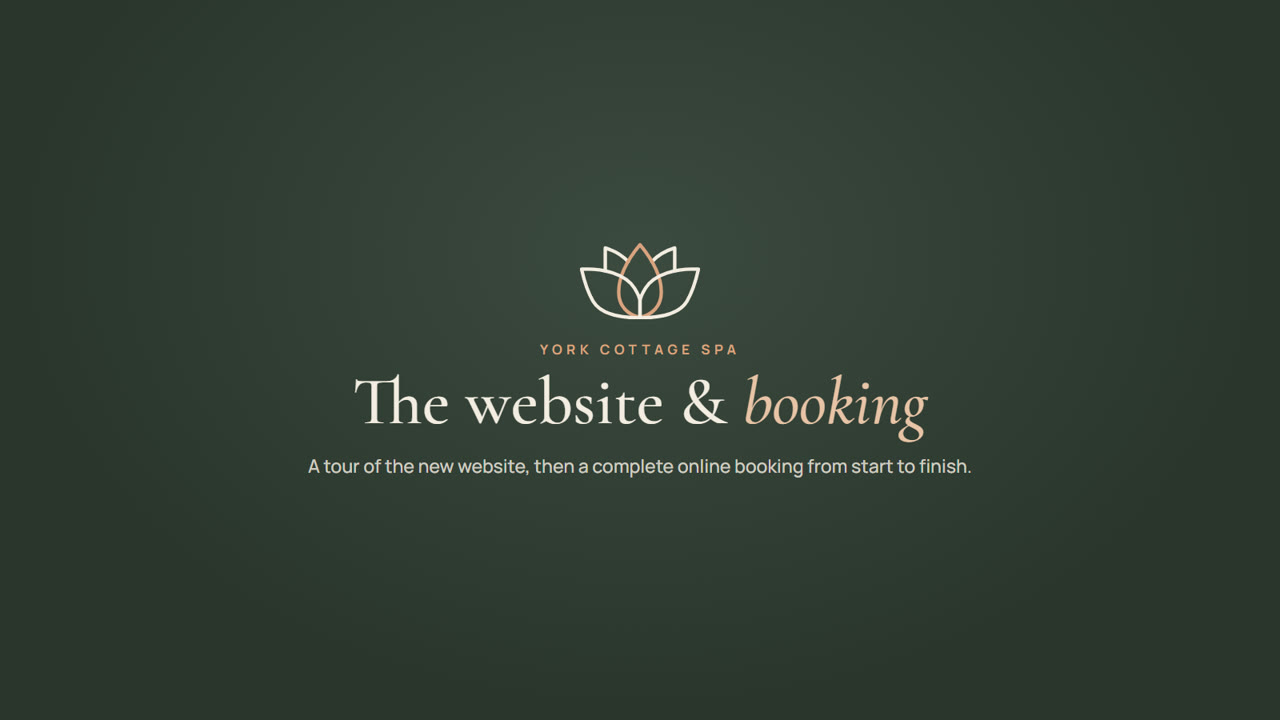 YORK COTTAGE SPA
The website & booking
A tour of the new website, then a complete online booking from start to finish.